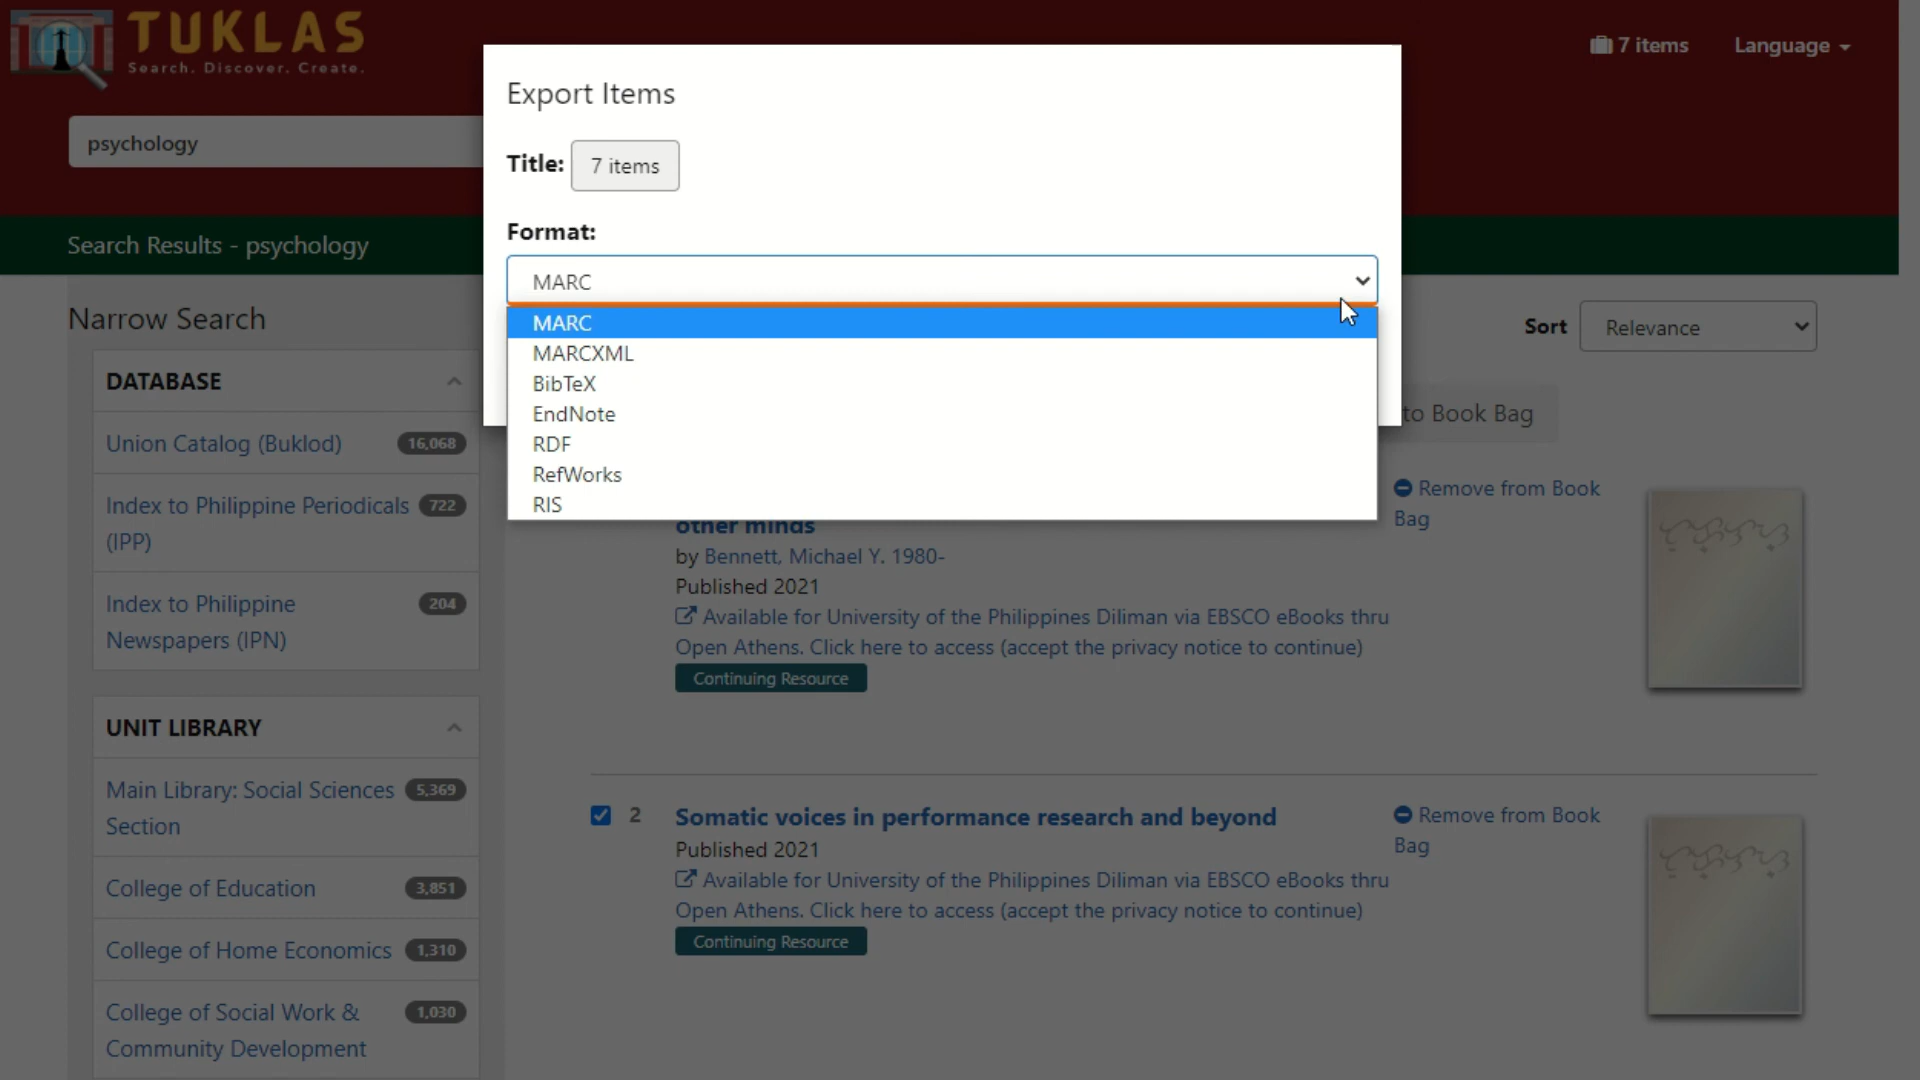 TUKLAS
Search. Discover. Create.
7 items
Language
psychology
Export Items
Title: 7 items
Format:
MARC
MARC
MARCXML
BibTeX
EndNote
RDF
RefWorks
RIS
Search Results - psychology
Narrow Search
Sort Relevance
DATABASE
Union Catalog (Buklod) 16,068
Index to Philippine Periodicals 722
(IPP)
Index to Philippine 204
Newspapers (IPN)
UNIT LIBRARY
Main Library: Social Sciences 5,369
Section
College of Education 3,851
College of Home Economics 1,310
College of Social Work & 1,030
Community Development
to Book Bag
other minds
by Bennett, Michael Y. 1980-
Published 2021
Available for University of the Philippines Diliman via EBSCO eBooks thru
Open Athens. Click here to access (accept the privacy notice to continue)
Continuing Resource
Remove from Book
Bag
2 Somatic voices in performance research and beyond
Published 2021
Available for University of the Philippines Diliman via EBSCO eBooks thru
Open Athens. Click here to access (accept the privacy notice to continue)
Continuing Resource
Remove from Book
Bag